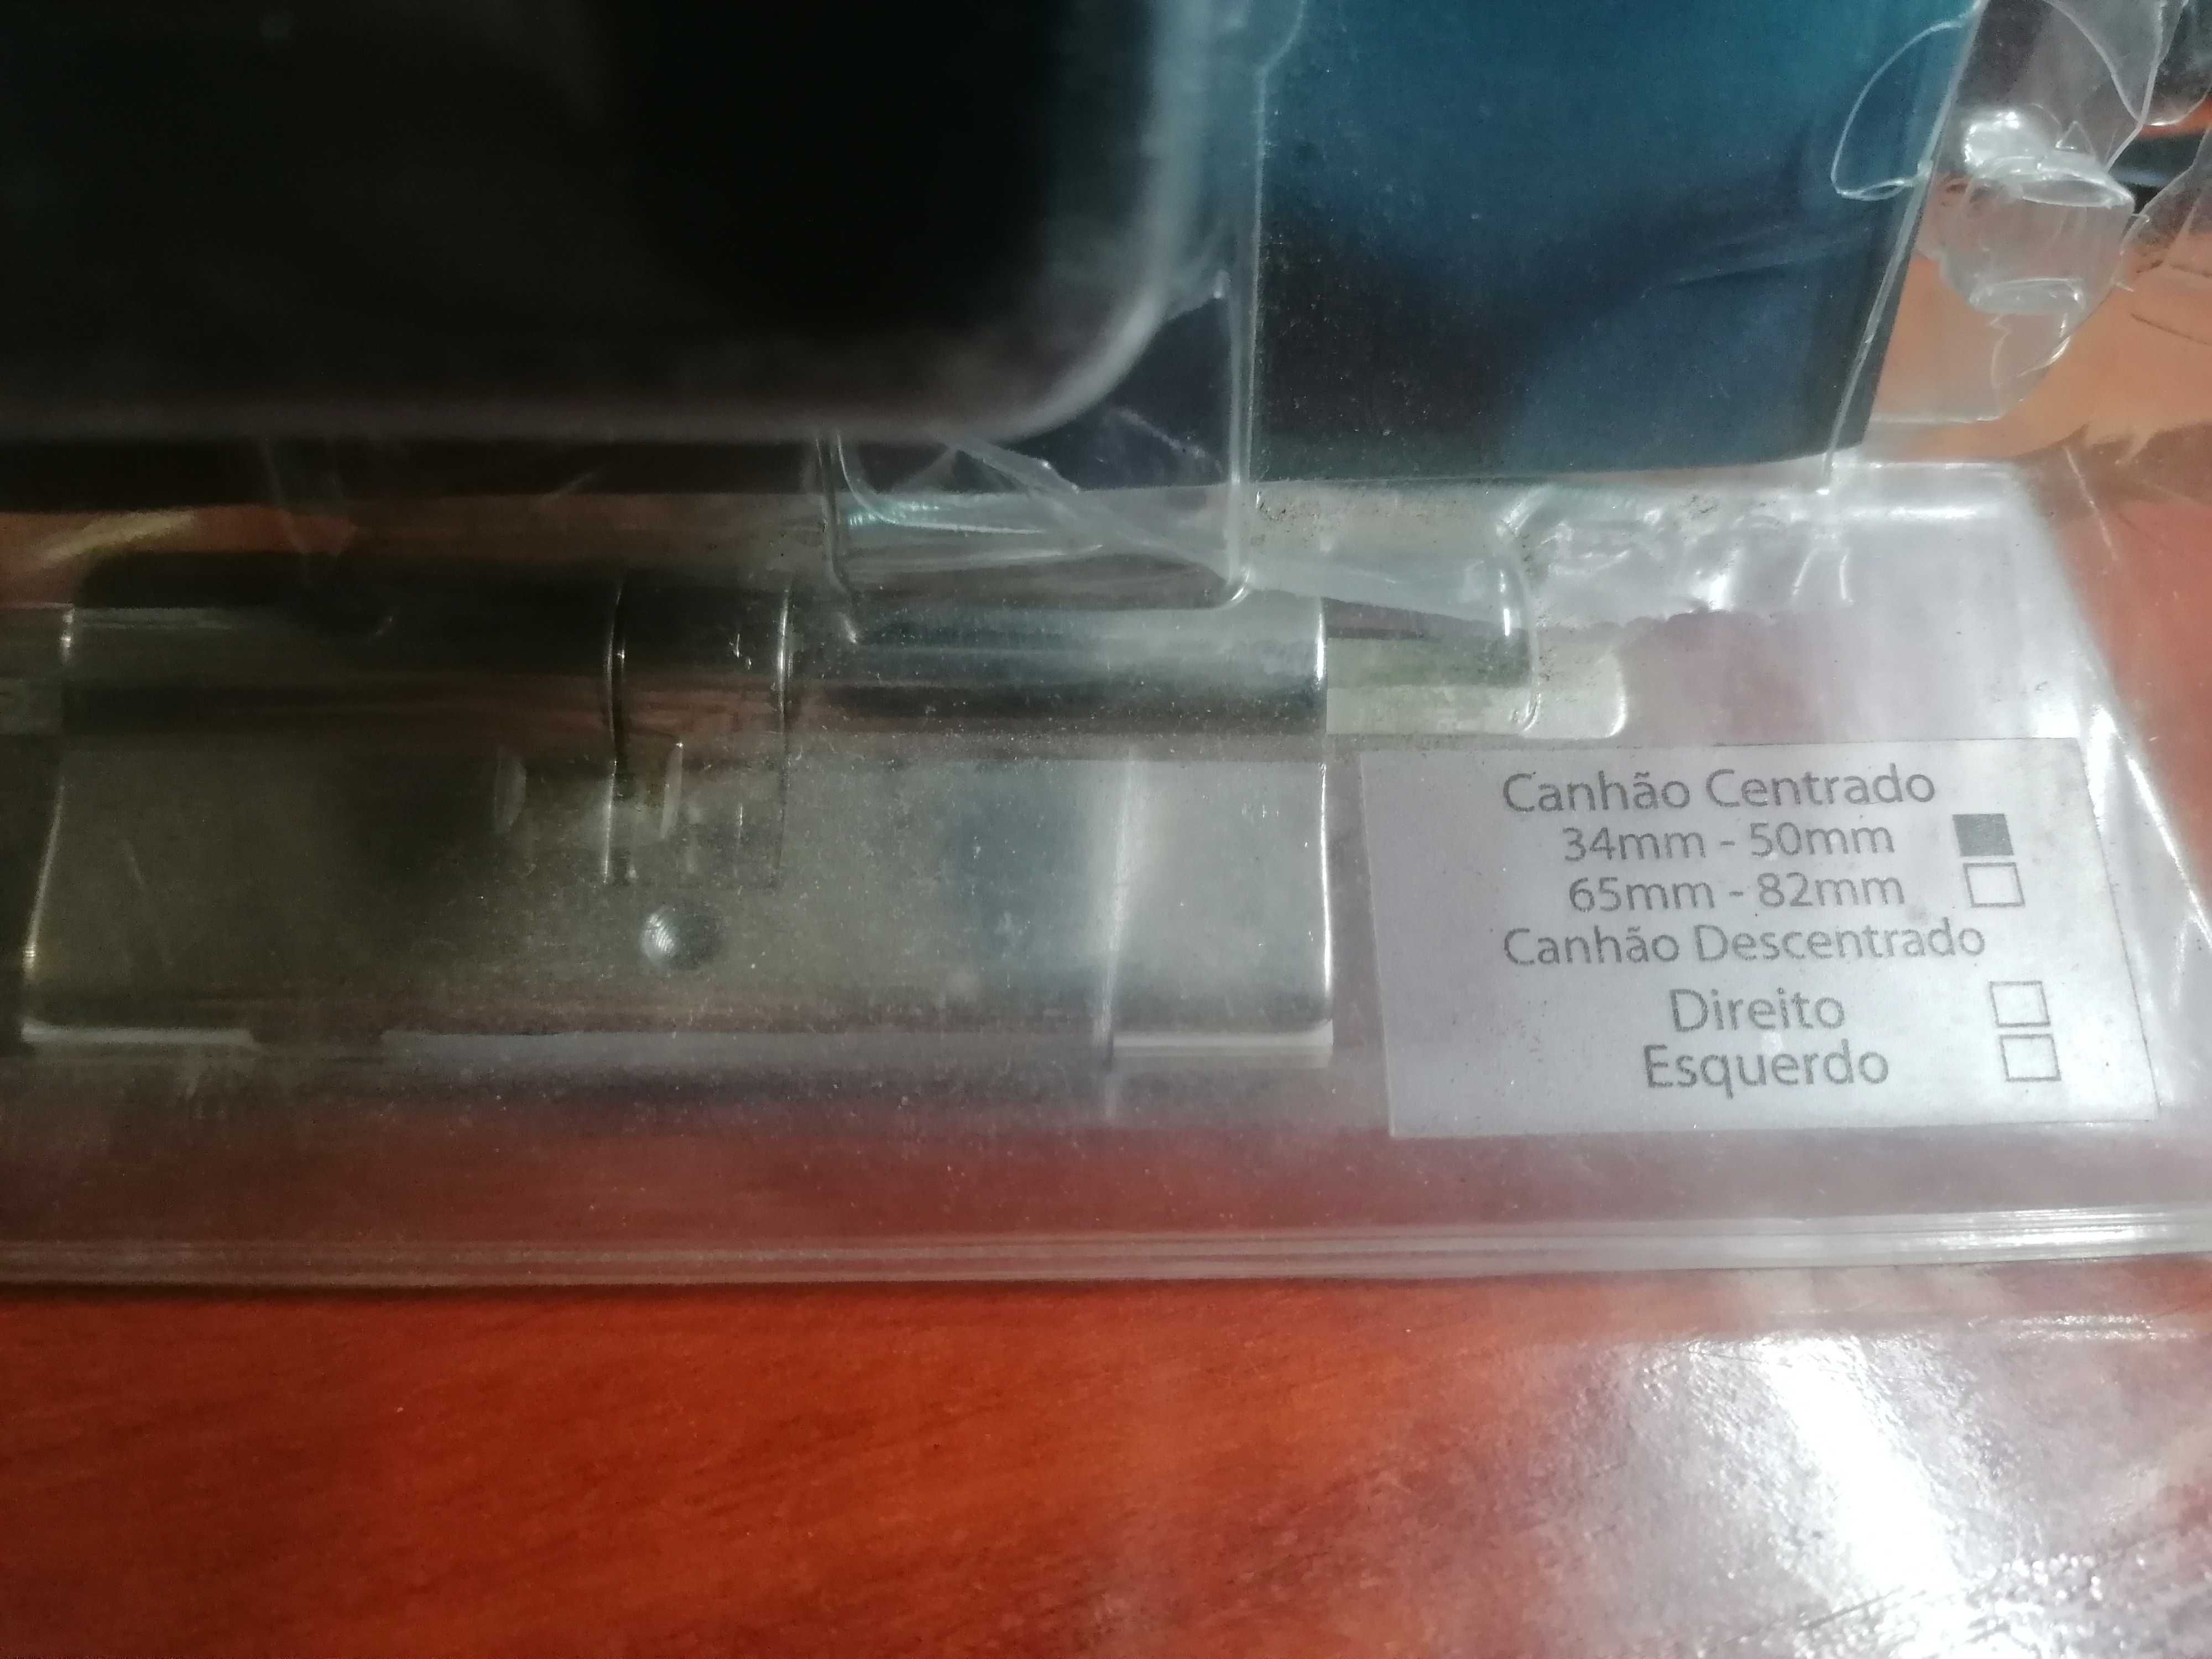 Canhão Centrado
34mm - 50mm
65mm - 82mm
Canhão Descentrado
Direito
Esquerdo